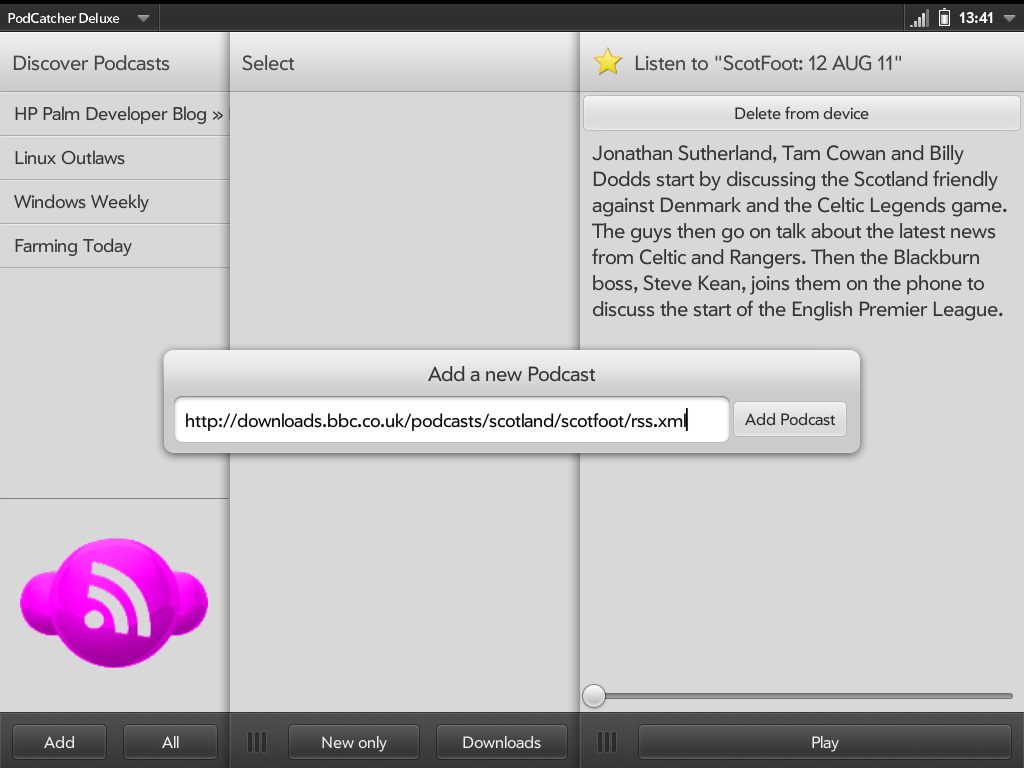 PodCatcher Deluxe
13:41
Discover Podcasts
Select
Listen to "ScotFoot: 12 AUG 11"
HP Palm Developer Blog »
Linux Outlaws
Windows Weekly
Farming Today
Delete from device
Jonathan Sutherland, Tam Cowan and Billy
Dodds start by discussing the Scotland friendly
against Denmark and the Celtic Legends game.
The guys then go on talk about the latest news
from Celtic and Rangers. Then the Blackburn
boss, Steve Kean, joins them on the phone to
discuss the start of the English Premier League.
Add a new Podcast
http://downloads.bbc.co.uk/podcasts/scotland/scotfoot/rss.xml
Add Podcast
Add
All
New only
Downloads
Play